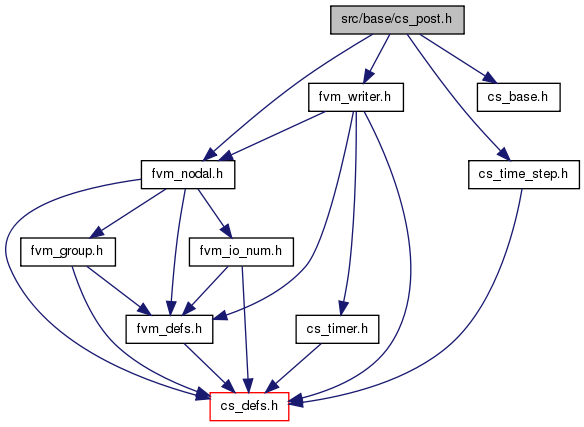 src/base/cs_post.h
fvm_writer.h
cs_base.h
fvm_nodal.h
cs_time_step.h
fvm_group.h
fvm_io_num.h
fvm_defs.h
cs_timer.h
cs_defs.h